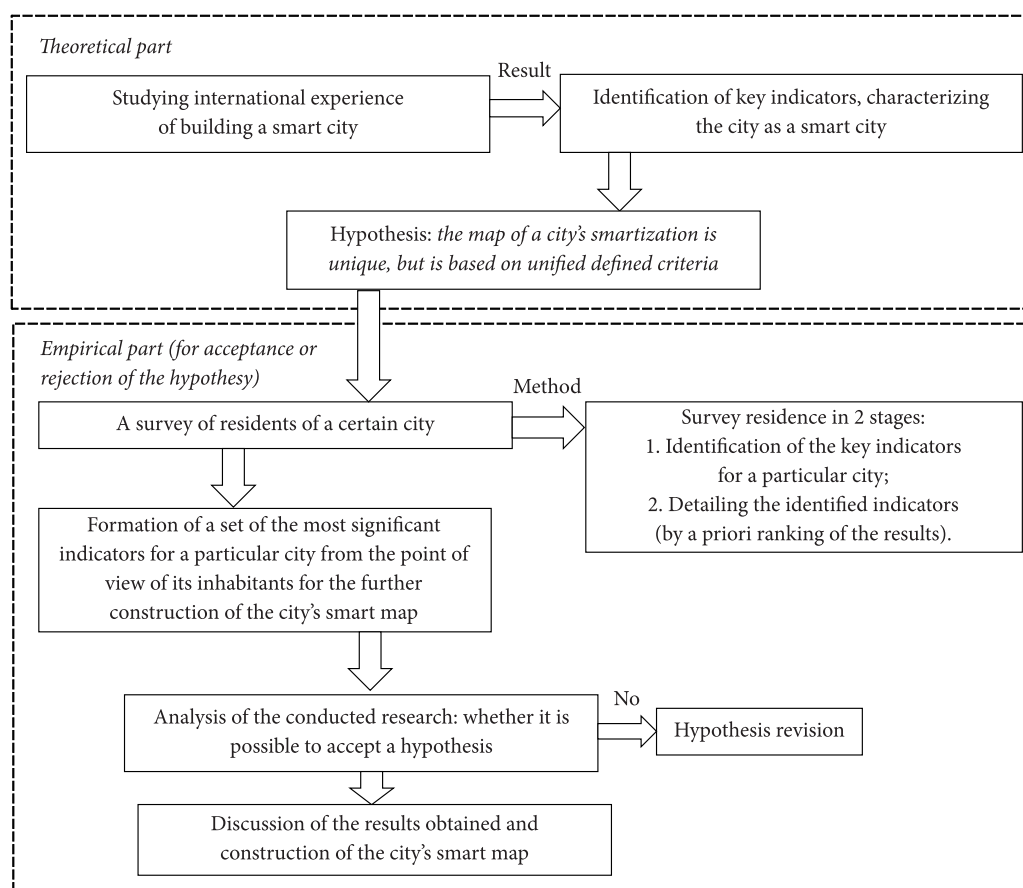 Theoretical part
Studying international experience
of building a smart city
Result
Identification of key indicators, characterizing
the city as a smart city
Hypothesis: the map of a city's smartization is
unique, but is based on unified defined criteria
Empirical part (for acceptance or
rejection of the hypothesy)
A survey of residents of a certain city
Method
Survey residence in 2 stages:
1. Identification of the key indicators
for a particular city;
2. Detailing the identified indicators
(by a priori ranking of the results).
Formation of a set of the most significant
indicators for a particular city from the point of
view of its inhabitants for the further
construction of the city's smart map
Analysis of the conducted research: whether it is
possible to accept a hypothesis
No
Hypothesis revision
Discussion of the results obtained and
construction of the city's smart map